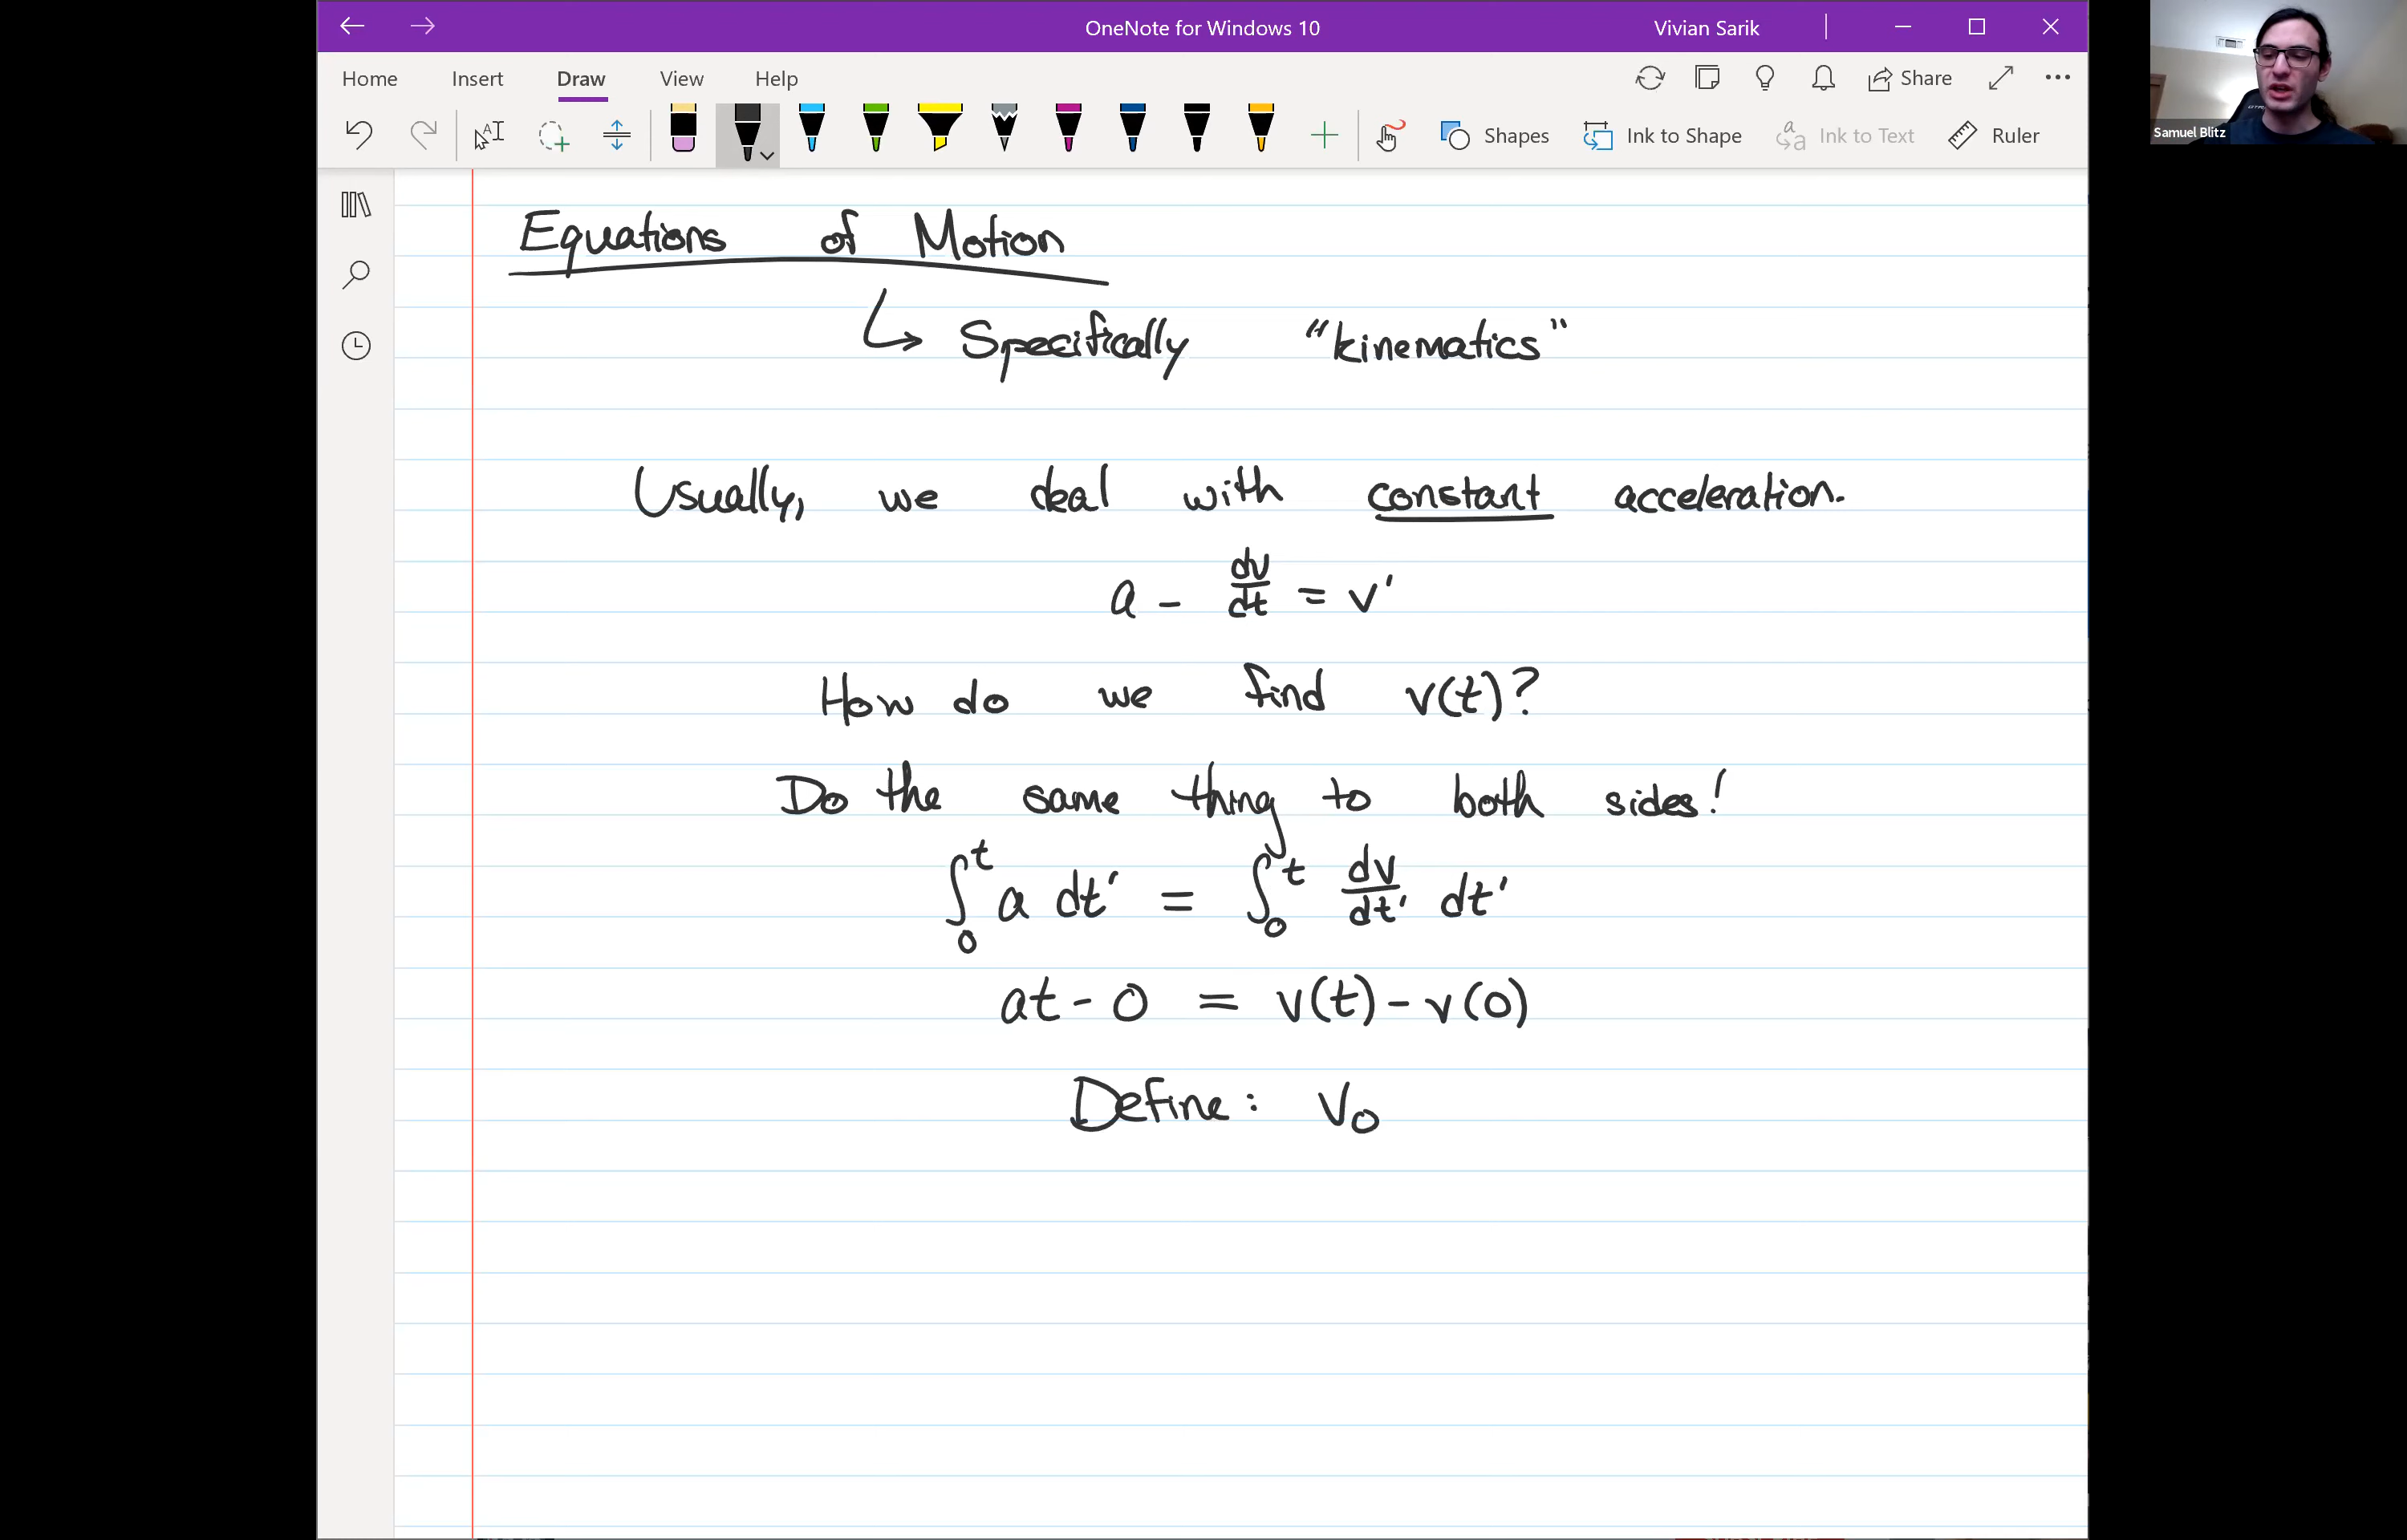 OneNote for Windows 10
Vivian Sarik
Home Insert Draw View Help
Share
Shapes Ink to Shape Ink to Text Ruler
Samuel Blitz
Equations of Motion
↳ Specifically "kinematics"
Usually, we deal with constant acceleration.
a - dv/dt = v'
How do we find v(t)?
Do the same thing to both sides!
∫₀ᵗ a dt' = ∫₀ᵗ dv/dt' dt'
at - 0 = v(t) - v(0)
Define: v₀